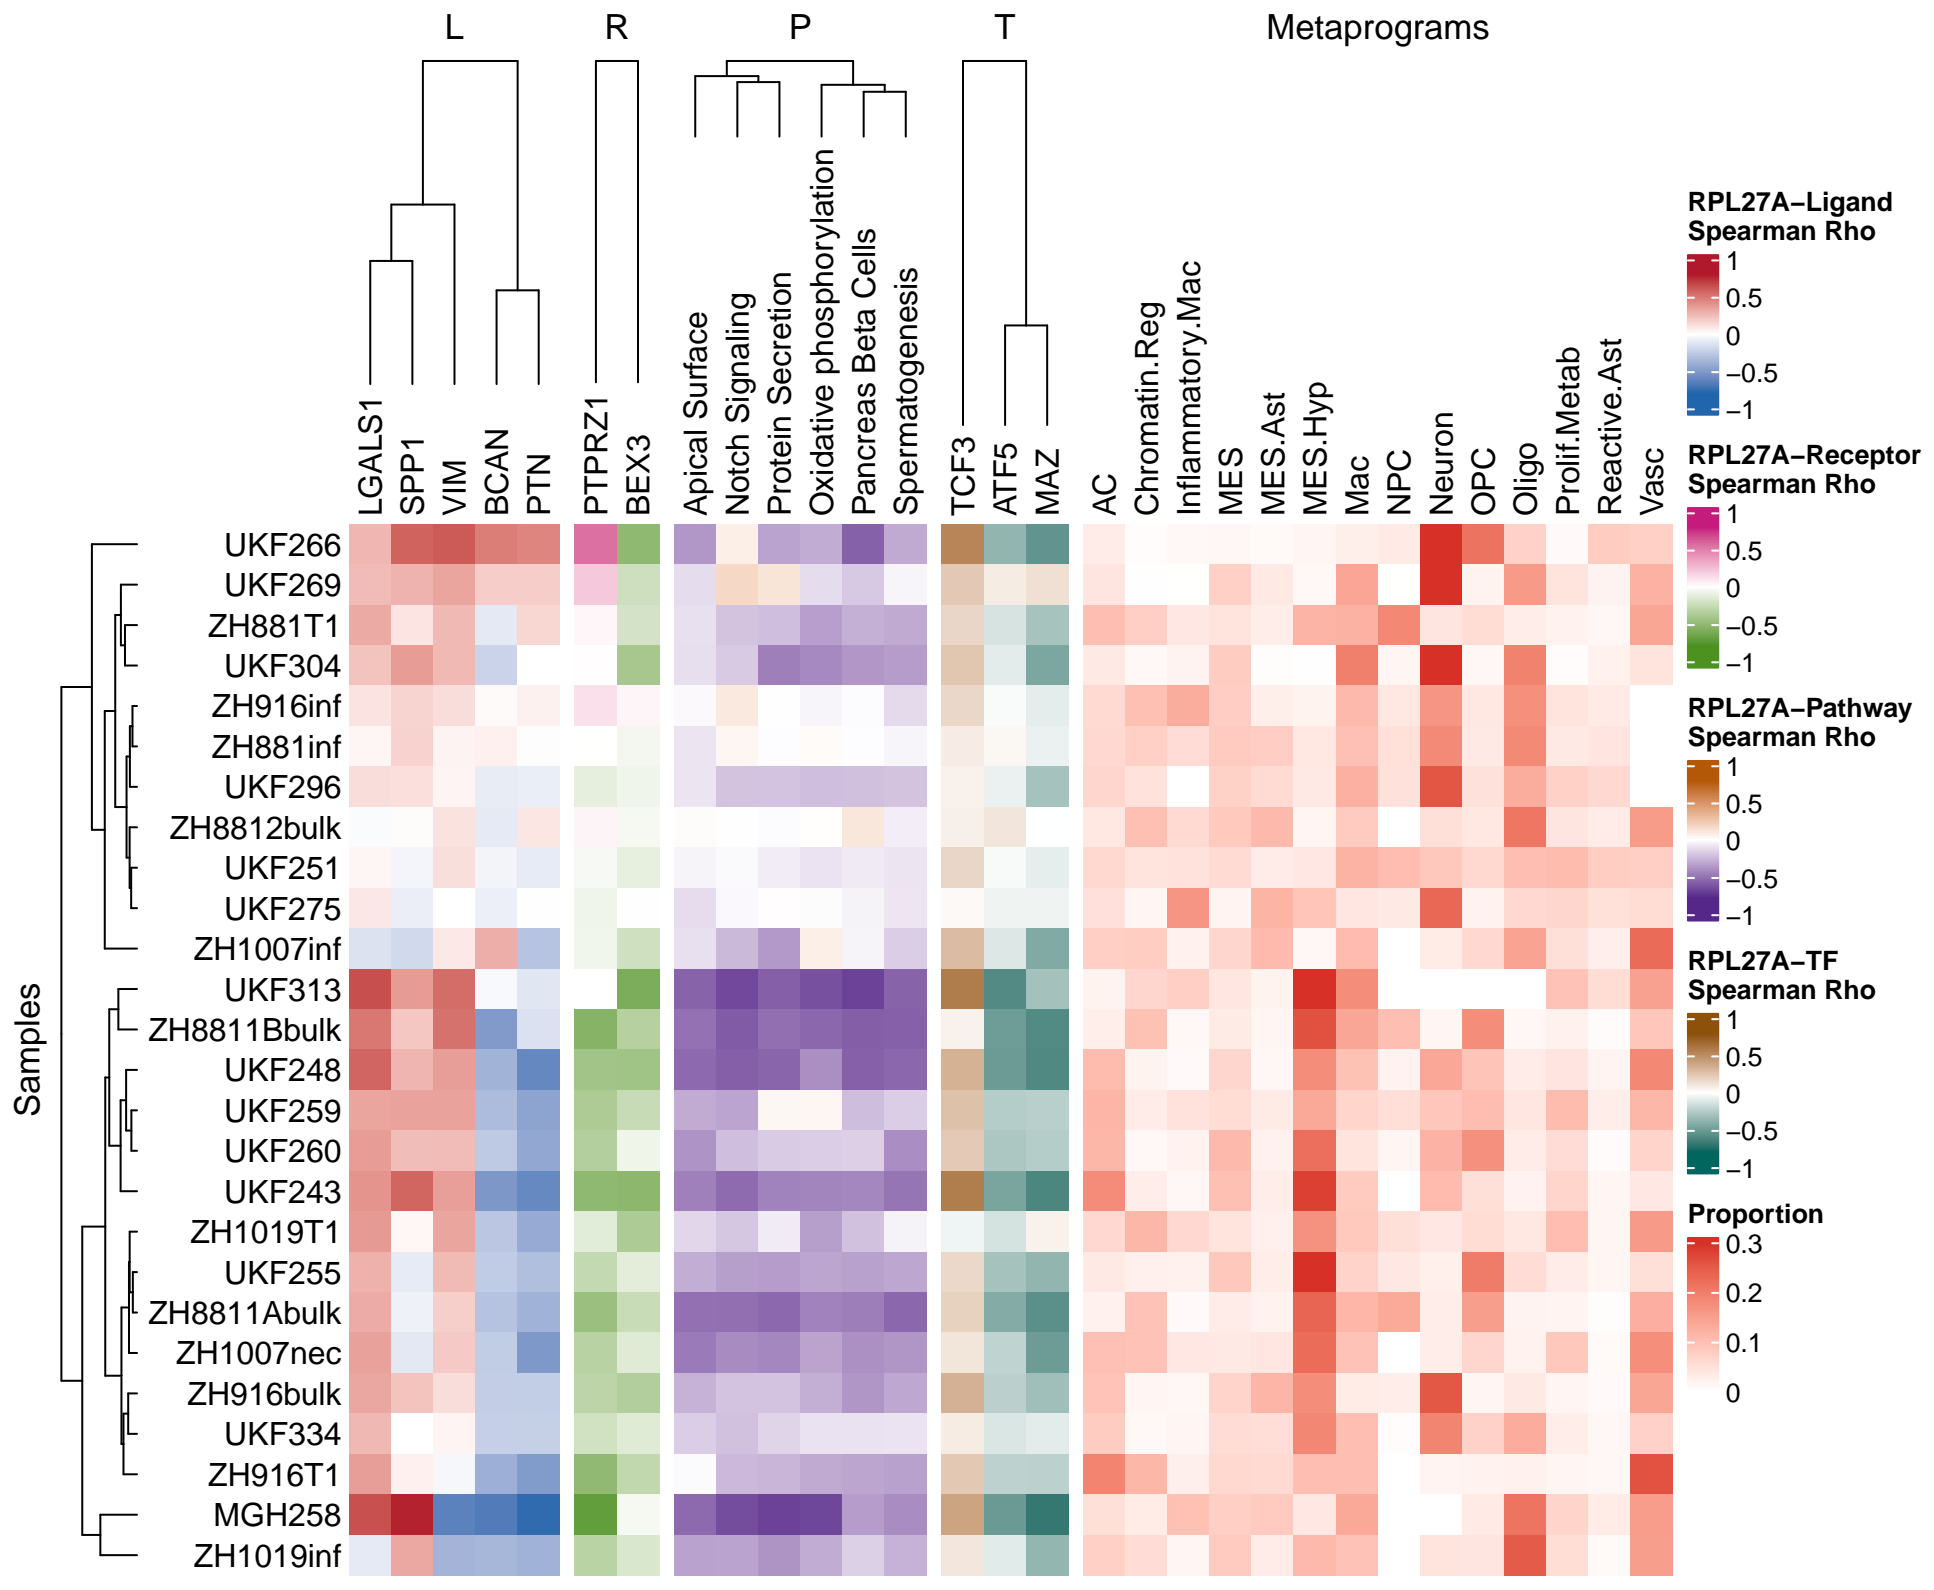 L R P T Metaprograms
LGALS1
SPP1
VIM
BCAN
PTN
PTPRZ1
BEX3
Apical Surface
Notch Signaling
Protein Secretion
Oxidative phosphorylation
Pancreas Beta Cells
Spermatogenesis
TCF3
ATF5
MAZ
AC
Chromatin.Reg
Inflammatory.Mac
MES
MES.Ast
MES.Hyp
Mac
NPC
Neuron
OPC
Oligo
Prolif.Metab
Reactive.Ast
Vasc
Samples
UKF266
UKF269
ZH881T1
UKF304
ZH916inf
ZH881inf
UKF296
ZH8812bulk
UKF251
UKF275
ZH1007inf
UKF313
ZH8811Bbulk
UKF248
UKF259
UKF260
UKF243
ZH1019T1
UKF255
ZH8811Abulk
ZH1007nec
ZH916bulk
UKF334
ZH916T1
MGH258
ZH1019inf
RPL27A−Ligand
Spearman Rho
1
0.5
0
−0.5
−1
RPL27A−Receptor
Spearman Rho
1
0.5
0
−0.5
−1
RPL27A−Pathway
Spearman Rho
1
0.5
0
−0.5
−1
RPL27A−TF
Spearman Rho
1
0.5
0
−0.5
−1
Proportion
0.3
0.2
0.1
0